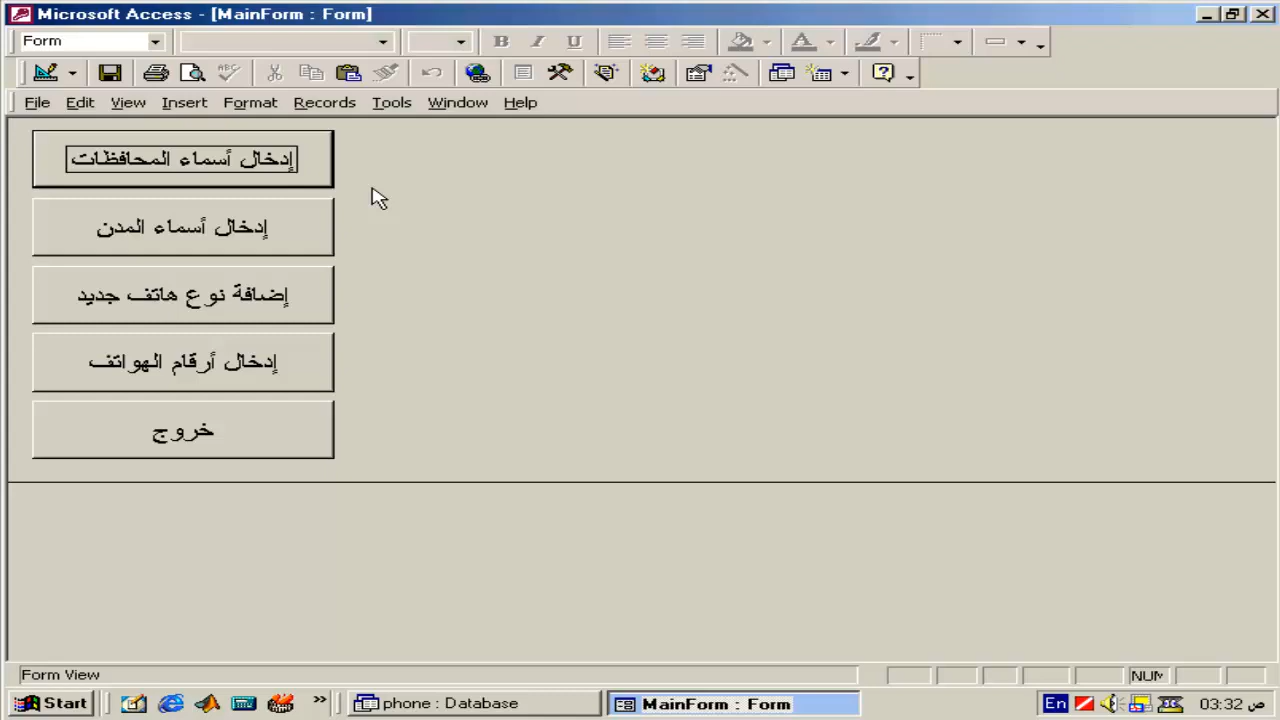 Microsoft Access - [MainForm : Form]
Form
B I U
ABC
File Edit View Insert Format Records Tools Window Help
إدخال أسماء المحافظات
إدخال أسماء المدن
إضافة نوع هاتف جديد
إدخال أرقام الهواتف
خروج
Form View
NUM
Start
phone : Database
MainForm : Form
En
03:32 ص